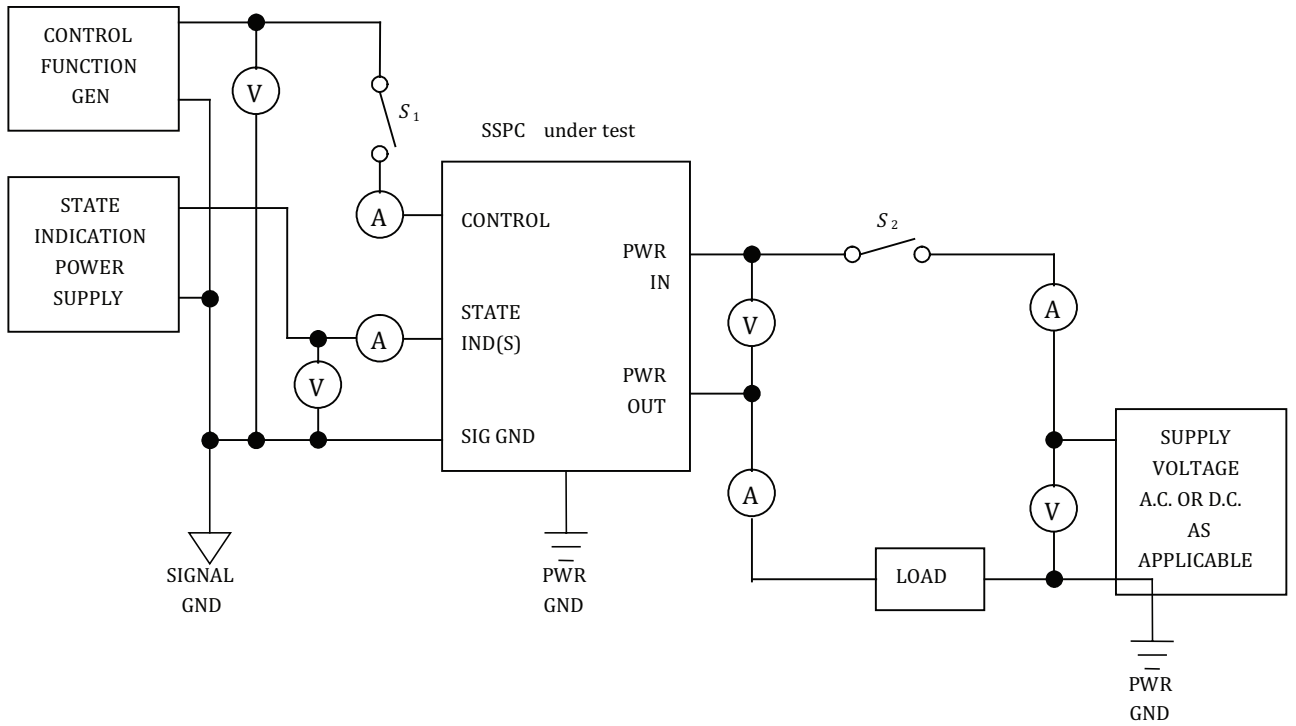 CONTROL
FUNCTION
GEN
V
S1
SSPC under test
STATE
INDICATION
POWER
SUPPLY
A
CONTROL
PWR
IN
S2
STATE
IND(S)
A
V
V
A
PWR
OUT
SIG GND
A
V
SUPPLY
VOLTAGE
A.C. OR D.C.
AS
APPLICABLE
SIGNAL
GND
PWR
GND
LOAD
PWR
GND